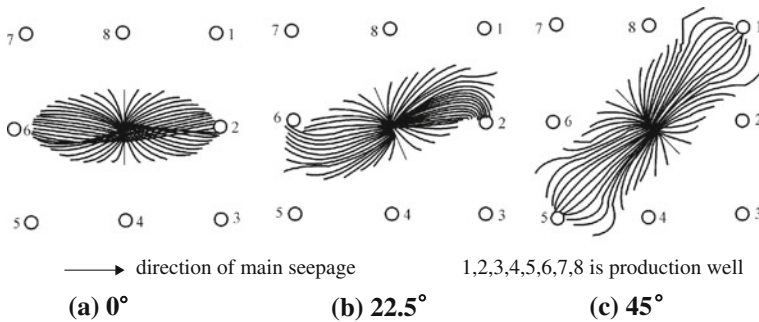 7 8 1 7 8 1 7 8 1
6 2 6 2 6 2
5 4 3 5 4 3 5 4 3
direction of main seepage 1,2,3,4,5,6,7,8 is production well
(a) 0° (b) 22.5° (c) 45°